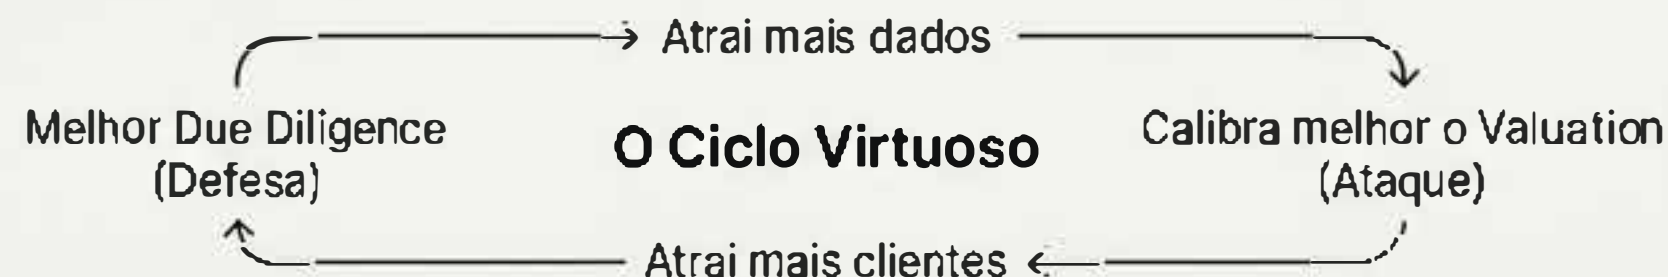 Atrai mais dados
Melhor Due Diligence
(Defesa)
O Ciclo Virtuoso
Calibra melhor o Valuation
(Ataque)
Atrai mais clientes